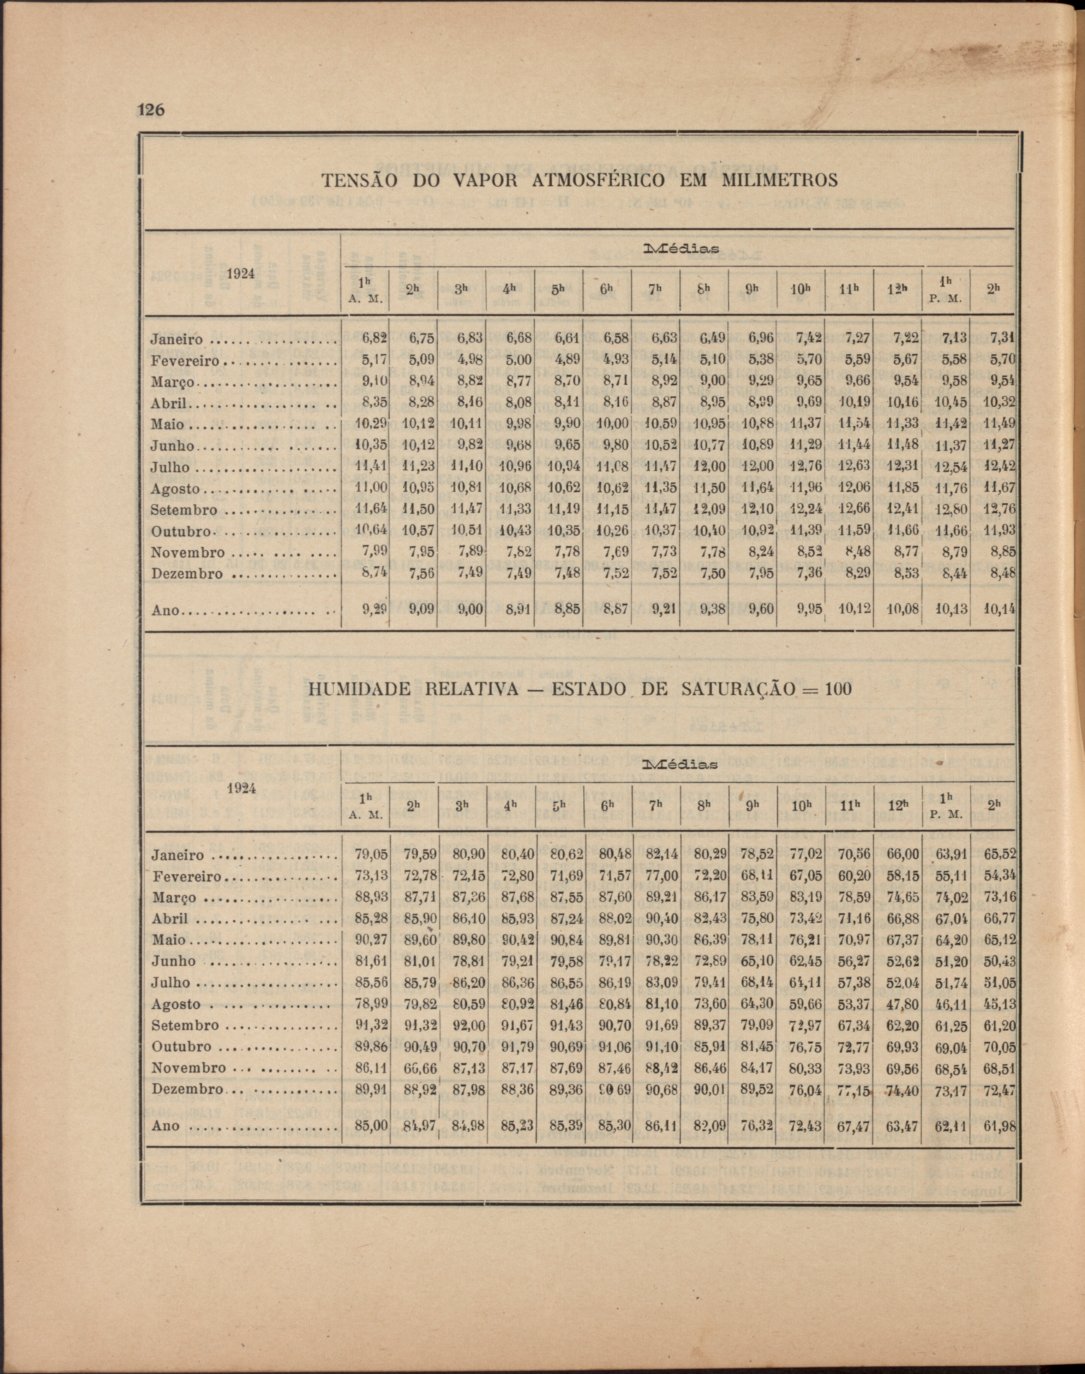 126
TENSÃO DO VAPOR ATMOSFÉRICO EM MILIMETROS
1924 Médias
1h A. M. 2h 3h 4h 5h 6h 7h 8h 9h 10h 11h 12h 1h P. M. 2h
Janeiro 6,82 6,75 6,83 6,68 6,61 6,58 6,63 6,49 6,96 7,42 7,27 7,22 7,13 7,31
Fevereiro 5,17 5,09 4,98 5,00 4,89 4,93 5,14 5,10 5,38 5,70 5,59 5,67 5,58 5,70
Março 9,10 8,94 8,82 8,77 8,70 8,71 8,92 9,00 9,29 9,65 9,66 9,54 9,58 9,54
Abril 8,35 8,28 8,16 8,08 8,11 8,16 8,87 8,95 8,99 9,69 10,19 10,16 10,45 10,32
Maio 10,29 10,12 10,11 9,98 9,90 10,00 10,59 10,95 10,88 11,37 11,54 11,33 11,42 11,49
Junho 10,35 10,12 9,82 9,68 9,65 9,80 10,52 10,77 10,89 11,29 11,44 11,48 11,37 11,27
Julho 11,41 11,23 11,10 10,96 10,94 11,08 11,47 12,00 12,00 12,76 12,63 12,31 12,54 12,42
Agosto 11,00 10,95 10,81 10,68 10,62 10,62 11,35 11,50 11,64 11,96 12,06 11,85 11,76 11,67
Setembro 11,64 11,50 11,47 11,33 11,19 11,15 11,47 12,09 12,10 12,24 12,66 12,41 12,80 12,76
Outubro 10,64 10,57 10,51 10,43 10,35 10,26 10,37 10,40 10,92 11,39 11,59 11,66 11,66 11,93
Novembro 7,99 7,95 7,89 7,82 7,78 7,69 7,73 7,78 8,24 8,52 8,48 8,77 8,79 8,85
Dezembro 8,74 7,56 7,49 7,49 7,48 7,52 7,52 7,50 7,95 7,36 8,29 8,53 8,44 8,48
Ano 9,29 9,09 9,00 8,91 8,85 8,87 9,21 9,38 9,60 9,95 10,12 10,08 10,13 10,14
HUMIDADE RELATIVA — ESTADO DE SATURAÇÃO = 100
1924 Médias
1h A. M. 2h 3h 4h 5h 6h 7h 8h 9h 10h 11h 12h 1h P. M. 2h
Janeiro 79,05 79,59 80,90 80,40 80,62 80,48 82,14 80,29 78,52 77,02 70,56 66,00 63,91 65,52
Fevereiro 73,13 72,78 72,15 72,80 71,69 71,57 77,00 72,20 68,11 67,05 60,20 58,15 55,11 54,34
Março 88,93 87,71 87,36 87,68 87,55 87,60 89,21 86,17 83,59 83,19 78,59 74,65 74,02 73,16
Abril 85,28 85,90 86,10 85,93 87,24 88,02 90,40 82,43 75,80 73,42 71,16 66,88 67,04 66,77
Maio 90,27 89,60 89,80 90,42 90,84 89,81 90,30 86,39 78,11 76,21 70,97 67,37 64,20 65,12
Junho 81,61 81,01 78,81 79,21 79,58 79,17 78,22 72,89 65,10 62,45 56,27 52,62 51,20 50,43
Julho 85,56 85,79 86,20 86,36 86,55 86,19 83,09 79,41 68,14 64,11 57,38 52,04 51,74 51,05
Agosto 78,99 79,82 80,59 80,92 81,46 80,84 81,10 73,60 64,30 59,66 53,37 47,80 46,11 45,13
Setembro 91,32 91,32 92,00 91,67 91,43 90,70 91,69 89,37 79,09 72,97 67,34 62,20 61,25 61,20
Outubro 89,86 90,49 90,70 91,79 90,69 91,06 91,10 85,91 81,45 76,75 72,77 69,93 69,04 70,05
Novembro 86,11 66,66 87,13 87,17 87,69 87,46 88,42 86,46 84,17 80,33 73,93 69,56 68,54 68,51
Dezembro 89,91 88,92 87,98 88,36 89,36 90 69 90,68 90,01 89,52 76,04 77,15 74,40 73,17 72,47
Ano 85,00 84,97 84,98 85,23 85,39 85,30 86,11 82,09 76,32 72,43 67,47 63,47 62,11 61,98